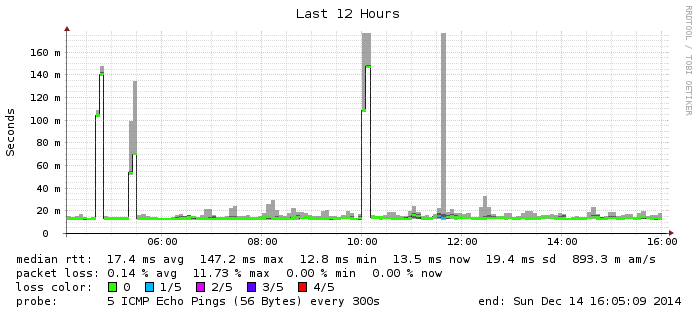 Last 12 Hours
RRDTOOL / TOBI OETIKER
Seconds
160 m
140 m
120 m
100 m
80 m
60 m
40 m
20 m
0
06:00 08:00 10:00 12:00 14:00 16:00
median rtt: 17.4 ms avg 147.2 ms max 12.8 ms min 13.5 ms now 19.4 ms sd 893.3 m am/s
packet loss: 0.14 % avg 11.73 % max 0.00 % min 0.00 % now
loss color: 0 1/5 2/5 3/5 4/5
probe: 5 ICMP Echo Pings (56 Bytes) every 300s end: Sun Dec 14 16:05:09 2014